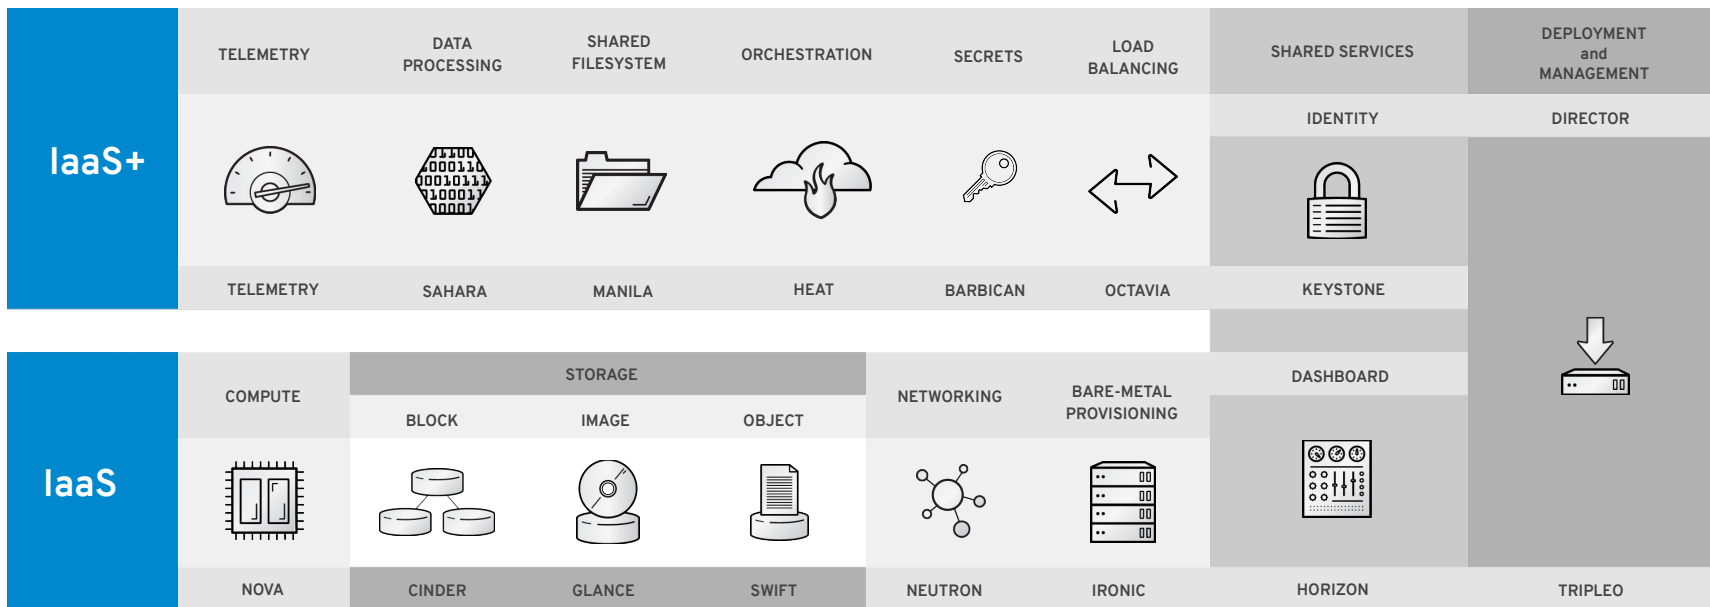 TELEMETRY
DATA
PROCESSING
SHARED
FILESYSTEM
ORCHESTRATION
SECRETS
LOAD
BALANCING
SHARED SERVICES
DEPLOYMENT
and
MANAGEMENT
IDENTITY
DIRECTOR
IaaS+
TELEMETRY
SAHARA
MANILA
HEAT
BARBICAN
OCTAVIA
KEYSTONE
COMPUTE
STORAGE
BLOCK
IMAGE
OBJECT
NETWORKING
BARE-METAL
PROVISIONING
DASHBOARD
IaaS
NOVA
CINDER
GLANCE
SWIFT
NEUTRON
IRONIC
HORIZON
TRIPLEO